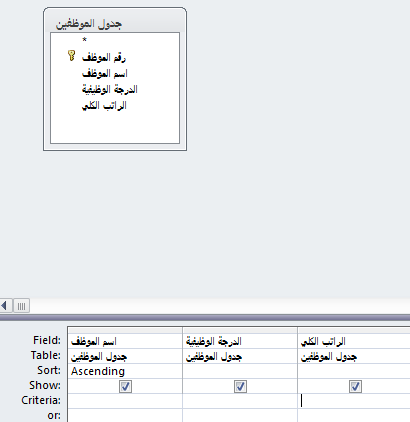 جدول الموظفين
*
رقم الموظف
اسم الموظف
الدرجة الوظيفية
الراتب الكلي
Field: اسم الموظف الدرجة الوظيفية الراتب الكلي
Table: جدول الموظفين جدول الموظفين جدول الموظفين
Sort: Ascending
Show:
Criteria:
or: